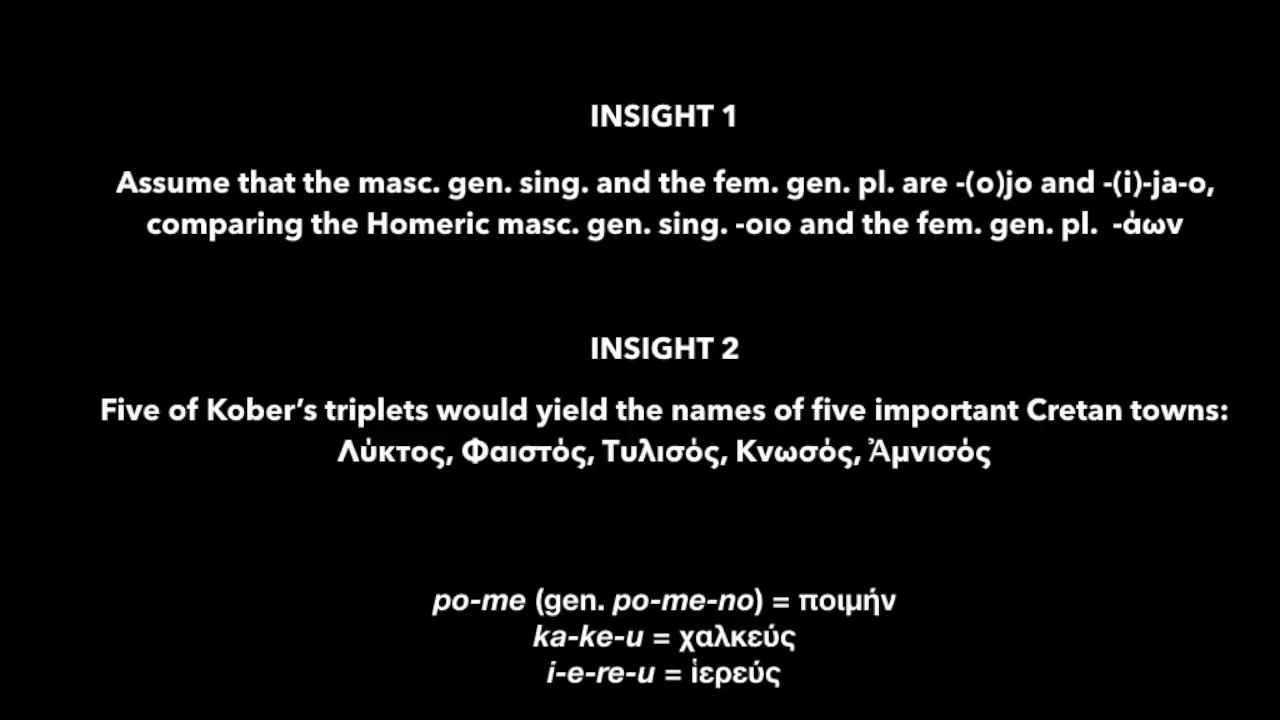 INSIGHT 1
Assume that the masc. gen. sing. and the fem. gen. pl. are -(o)jo and -(i)-ja-o,
comparing the Homeric masc. gen. sing. -οιο and the fem. gen. pl. -άων
INSIGHT 2
Five of Kober’s triplets would yield the names of five important Cretan towns:
Λύκτος, Φαιστός, Τυλισός, Κνωσός, Ἀμνισός
po-me (gen. po-me-no) = ποιμήν
ka-ke-u = χαλκεύς
i-e-re-u = ἱερεύς